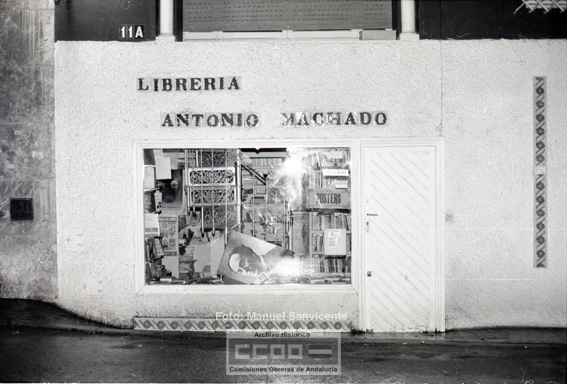 11A
LIBRERIA
ANTONIO MACHADO
POSTERS
Foto: Manuel Sanvicente
Archivo Histórico
CCOO
Comisiones Obreras de Andalucía